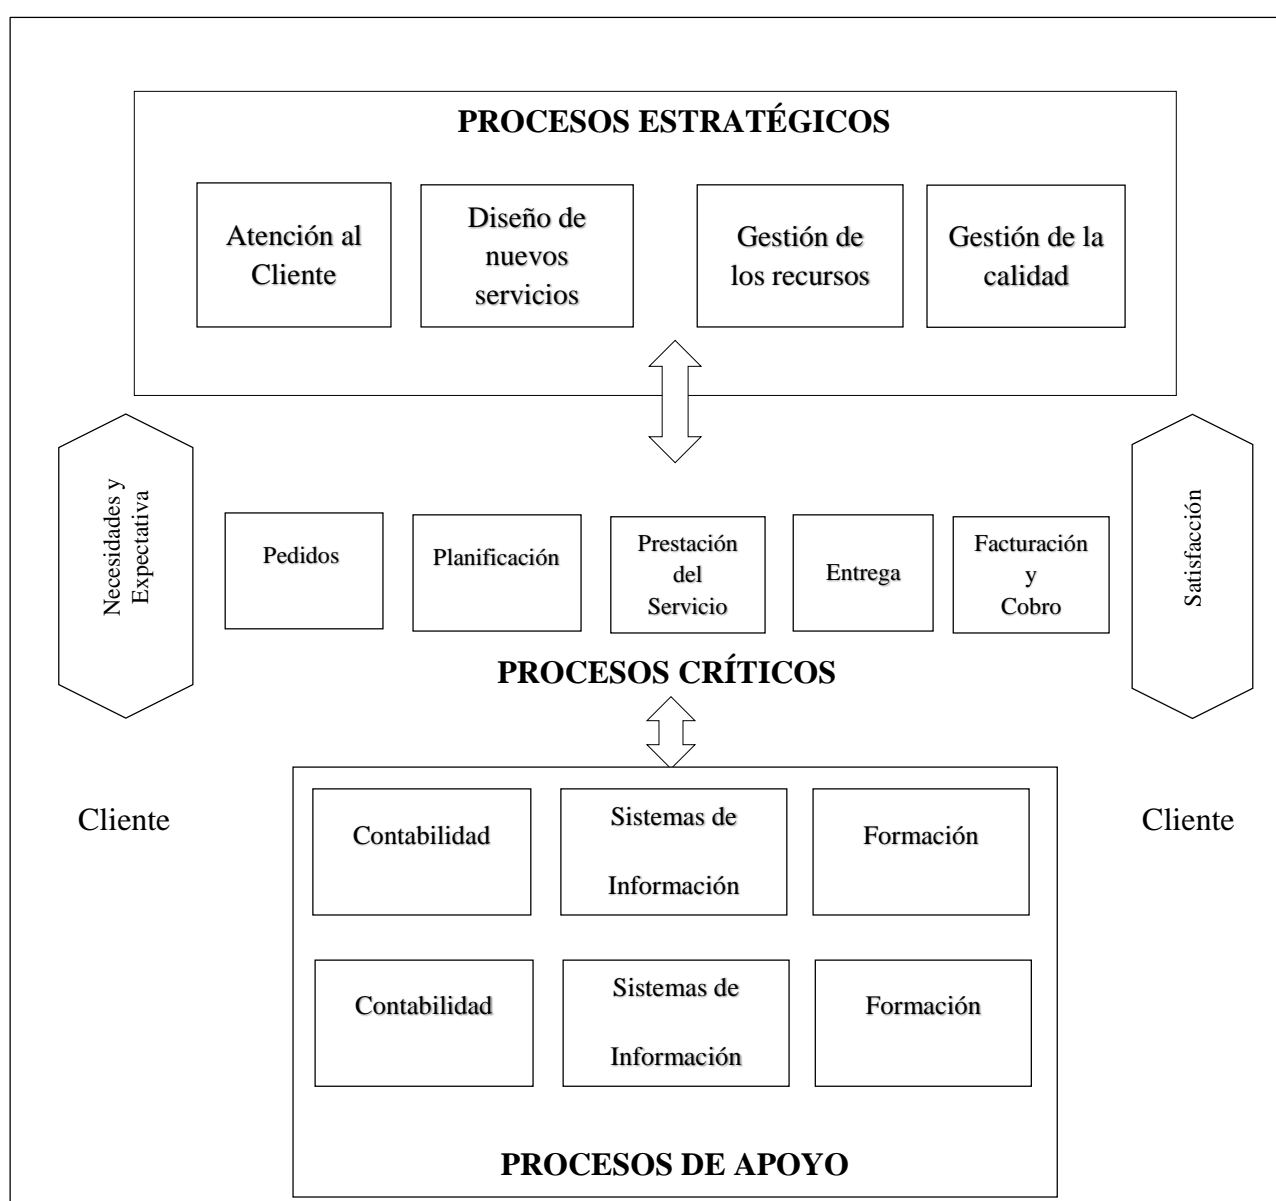 PROCESOS ESTRATÉGICOS
Atención al
Cliente
Diseño de
nuevos
servicios
Gestión de
los recursos
Gestión de la
calidad
Necesidades y
Expectativa
Pedidos
Planificación
Prestación
del
Servicio
Entrega
Facturación
y
Cobro
Satisfacción
PROCESOS CRÍTICOS
Cliente
Cliente
Contabilidad
Sistemas de
Información
Formación
Contabilidad
Sistemas de
Información
Formación
PROCESOS DE APOYO